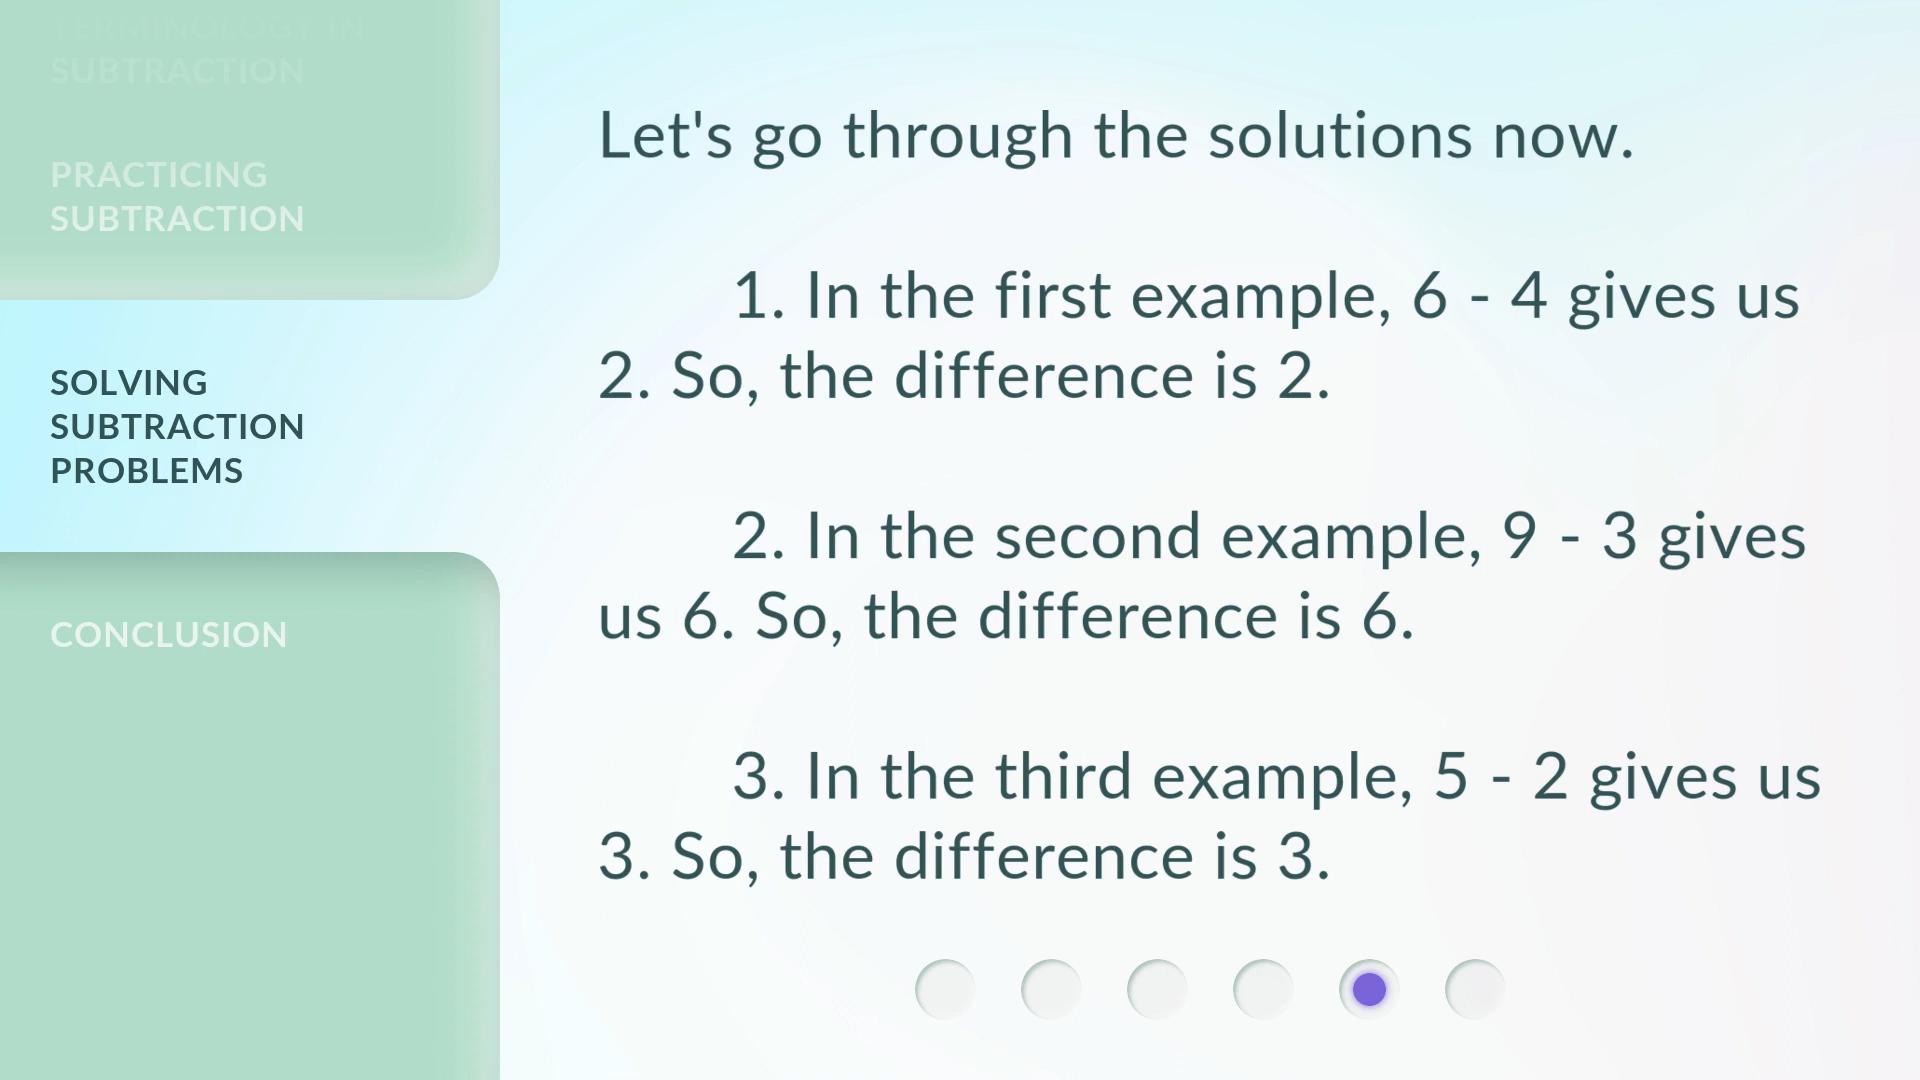 TERMINOLOGY IN
SUBTRACTION
PRACTICING
SUBTRACTION
SOLVING
SUBTRACTION
PROBLEMS
CONCLUSION
Let's go through the solutions now.
1. In the first example, 6 - 4 gives us
2. So, the difference is 2.
2. In the second example, 9 - 3 gives
us 6. So, the difference is 6.
3. In the third example, 5 - 2 gives us
3. So, the difference is 3.